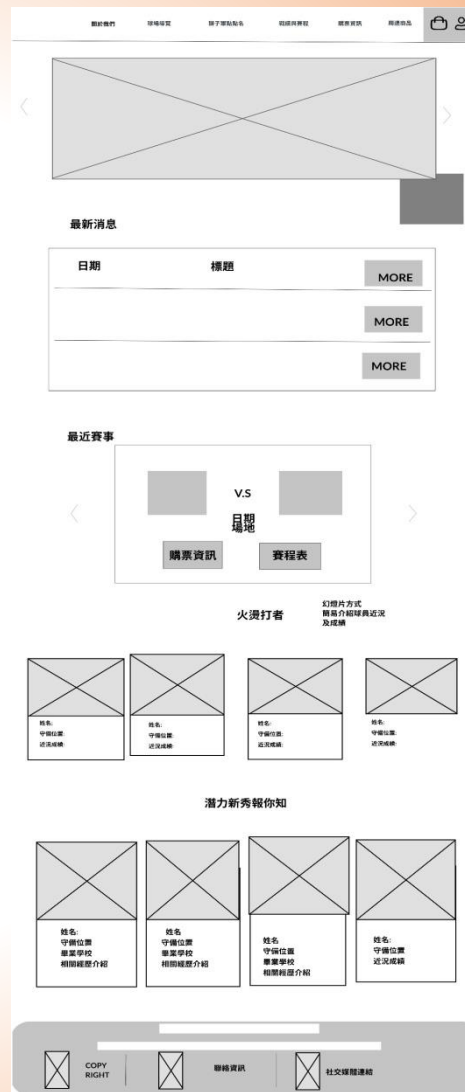 關於我們 球場導覽 獅子軍點點名 戰績與賽程 購票資訊 周邊商品
最新消息
日期 標題 MORE
MORE
MORE
最近賽事
V.S
日期
場地
購票資訊 賽程表
火燙打者
幻燈片方式
簡易介紹球員近況
及成績
姓名:
守備位置:
近況成績:
姓名:
守備位置:
近況成績:
姓名:
守備位置:
近況成績:
姓名:
守備位置:
近況成績:
潛力新秀報你知
姓名:
守備位置
畢業學校
相關經歷介紹
姓名
守備位置
畢業學校
相關經歷介紹
姓名:
守備位置
畢業學校
相關經歷介紹
姓名:
守備位置
近況成績
COPY
RIGHT
聯絡資訊
社交媒體連結